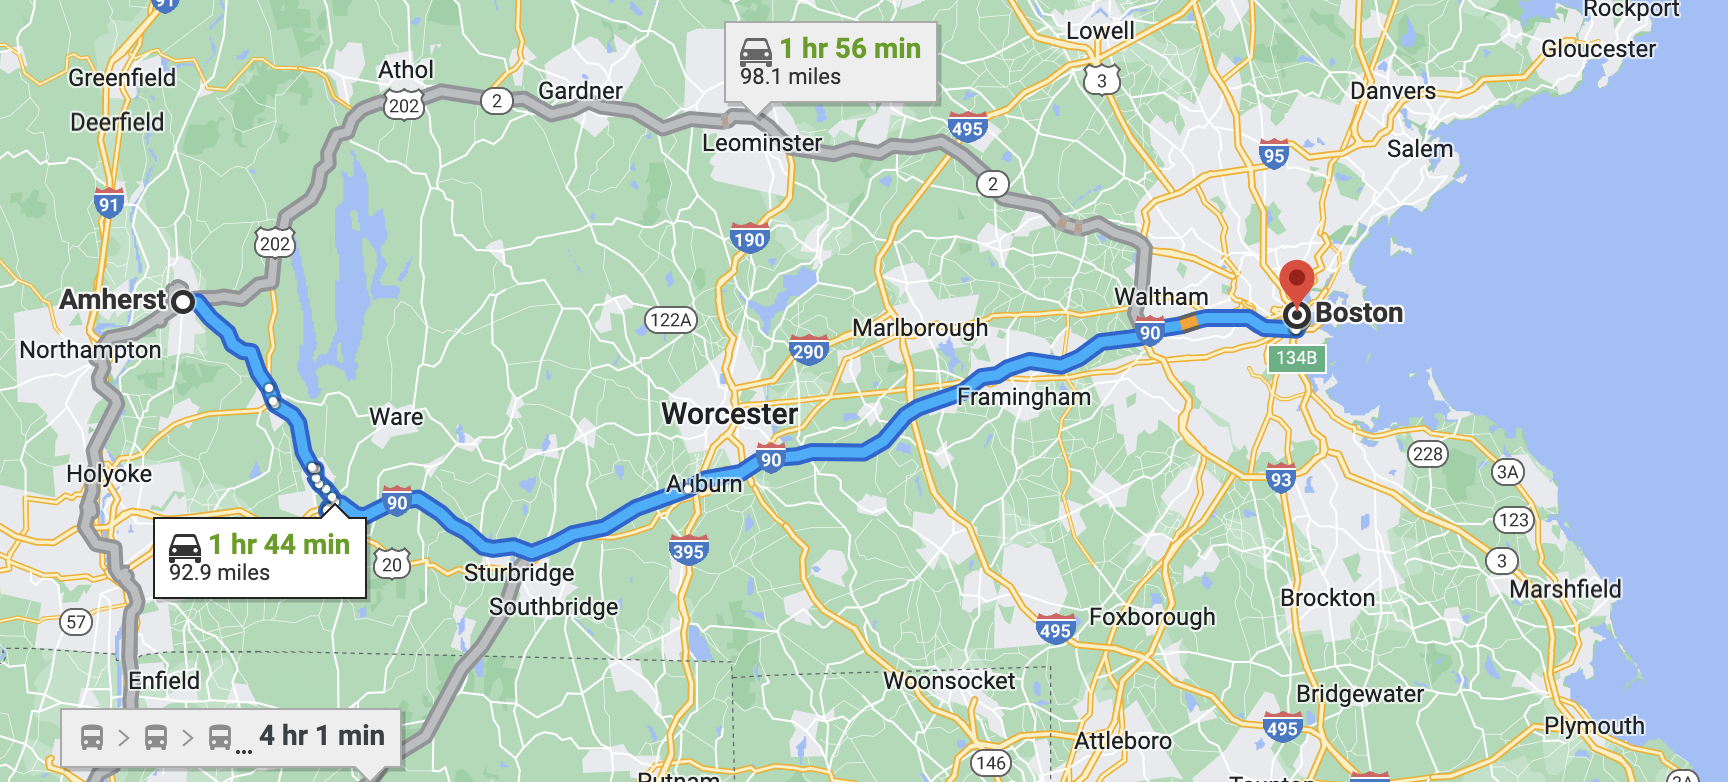 91
Rockport
Lowell
1 hr 56 min
98.1 miles
Gloucester
Greenfield
Athol
3
Gardner
Danvers
202
2
Deerfield
495
Leominster
Salem
95
2
91
190
202
Amherst
Waltham
Boston
122A
Marlborough
90
Northampton
290
134B
Framingham
Ware
Worcester
228
90
Holyoke
3A
Auburn
93
90
123
1 hr 44 min
395
92.9 miles
20
3
Sturbridge
Marshfield
Brockton
Southbridge
57
Foxborough
495
Enfield
Woonsocket
Bridgewater
495
Plymouth
... 4 hr 1 min
Attleboro
146
Putnam
Taunton
3A